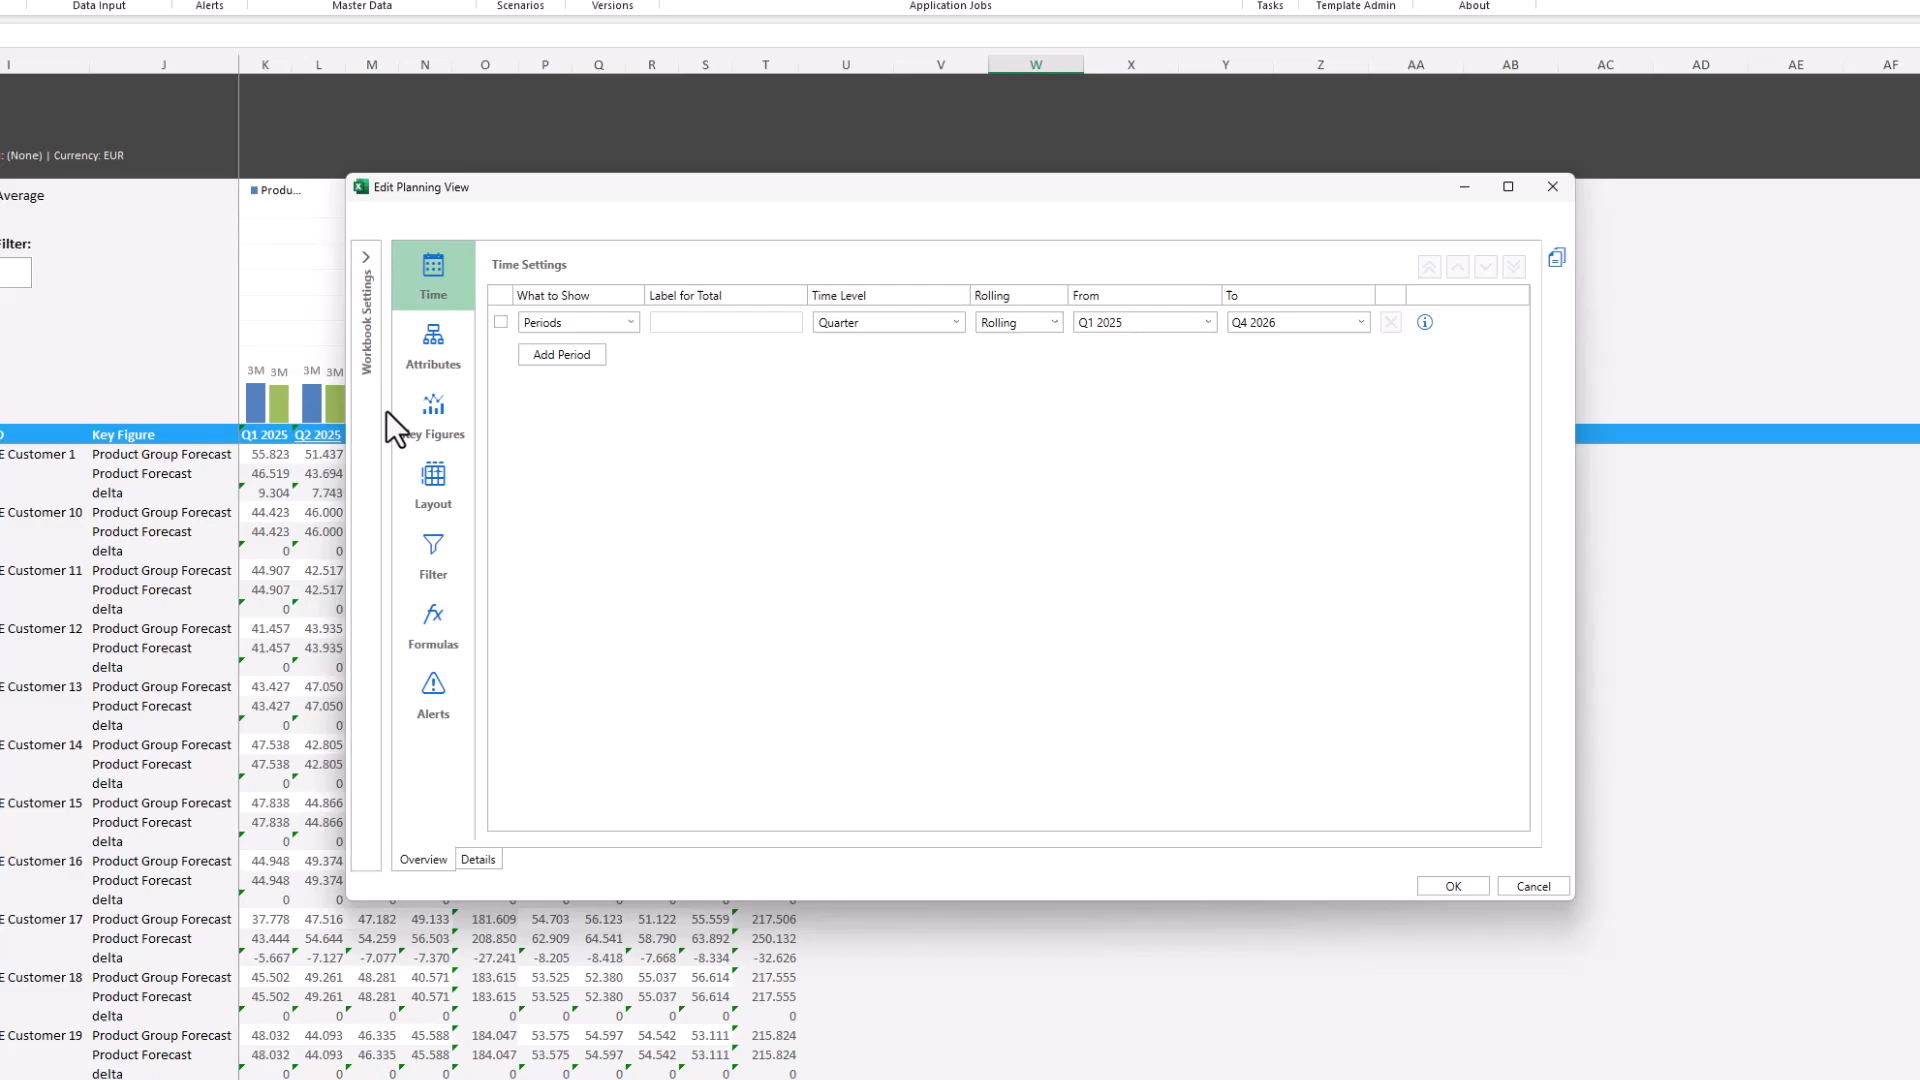 Data Input Alerts Master Data Scenarios Versions Application Jobs Tasks Template Admin About
I J K L M N O P Q R S T U V W X Y Z AA AB AC AD AE AF
: (None) | Currency: EUR
Average
Filter:
Produ...
3M 3M 3M 3M
Edit Planning View
Workbook Settings
Time
Attributes
Key Figures
Layout
Filter
Formulas
Alerts
Time Settings
What to Show Label for Total Time Level Rolling From To
Periods Quarter Rolling Q1 2025 Q4 2026
Add Period
Overview Details
OK Cancel
Key Figure Q1 2025 Q2 2025
E Customer 1 Product Group Forecast 55.823 51.437
Product Forecast 46.519 43.694
delta 9.304 7.743
E Customer 10 Product Group Forecast 44.423 46.000
Product Forecast 44.423 46.000
delta 0 0
E Customer 11 Product Group Forecast 44.907 42.517
Product Forecast 44.907 42.517
delta 0 0
E Customer 12 Product Group Forecast 41.457 43.935
Product Forecast 41.457 43.935
delta 0 0
E Customer 13 Product Group Forecast 43.427 47.050
Product Forecast 43.427 47.050
delta 0 0
E Customer 14 Product Group Forecast 47.538 42.805
Product Forecast 47.538 42.805
delta 0 0
E Customer 15 Product Group Forecast 47.838 44.866
Product Forecast 47.838 44.866
delta 0 0
E Customer 16 Product Group Forecast 44.948 49.374
Product Forecast 44.948 49.374
delta 0 0 0 0 0 0 0 0 0 0
E Customer 17 Product Group Forecast 37.778 47.516 47.182 49.133 181.609 54.703 56.123 51.122 55.559 217.506
Product Forecast 43.444 54.644 54.259 56.503 208.850 62.909 64.541 58.790 63.892 250.132
delta -5.667 -7.127 -7.077 -7.370 -27.241 -8.205 -8.418 -7.668 -8.334 -32.626
E Customer 18 Product Group Forecast 45.502 49.261 48.281 40.571 183.615 53.525 52.380 55.037 56.614 217.555
Product Forecast 45.502 49.261 48.281 40.571 183.615 53.525 52.380 55.037 56.614 217.555
delta 0 0 0 0 0 0 0 0 0 0
E Customer 19 Product Group Forecast 48.032 44.093 46.335 45.588 184.047 53.575 54.597 54.542 53.111 215.824
Product Forecast 48.032 44.093 46.335 45.588 184.047 53.575 54.597 54.542 53.111 215.824
delta 0 0 0 0 0 0 0 0 0 0